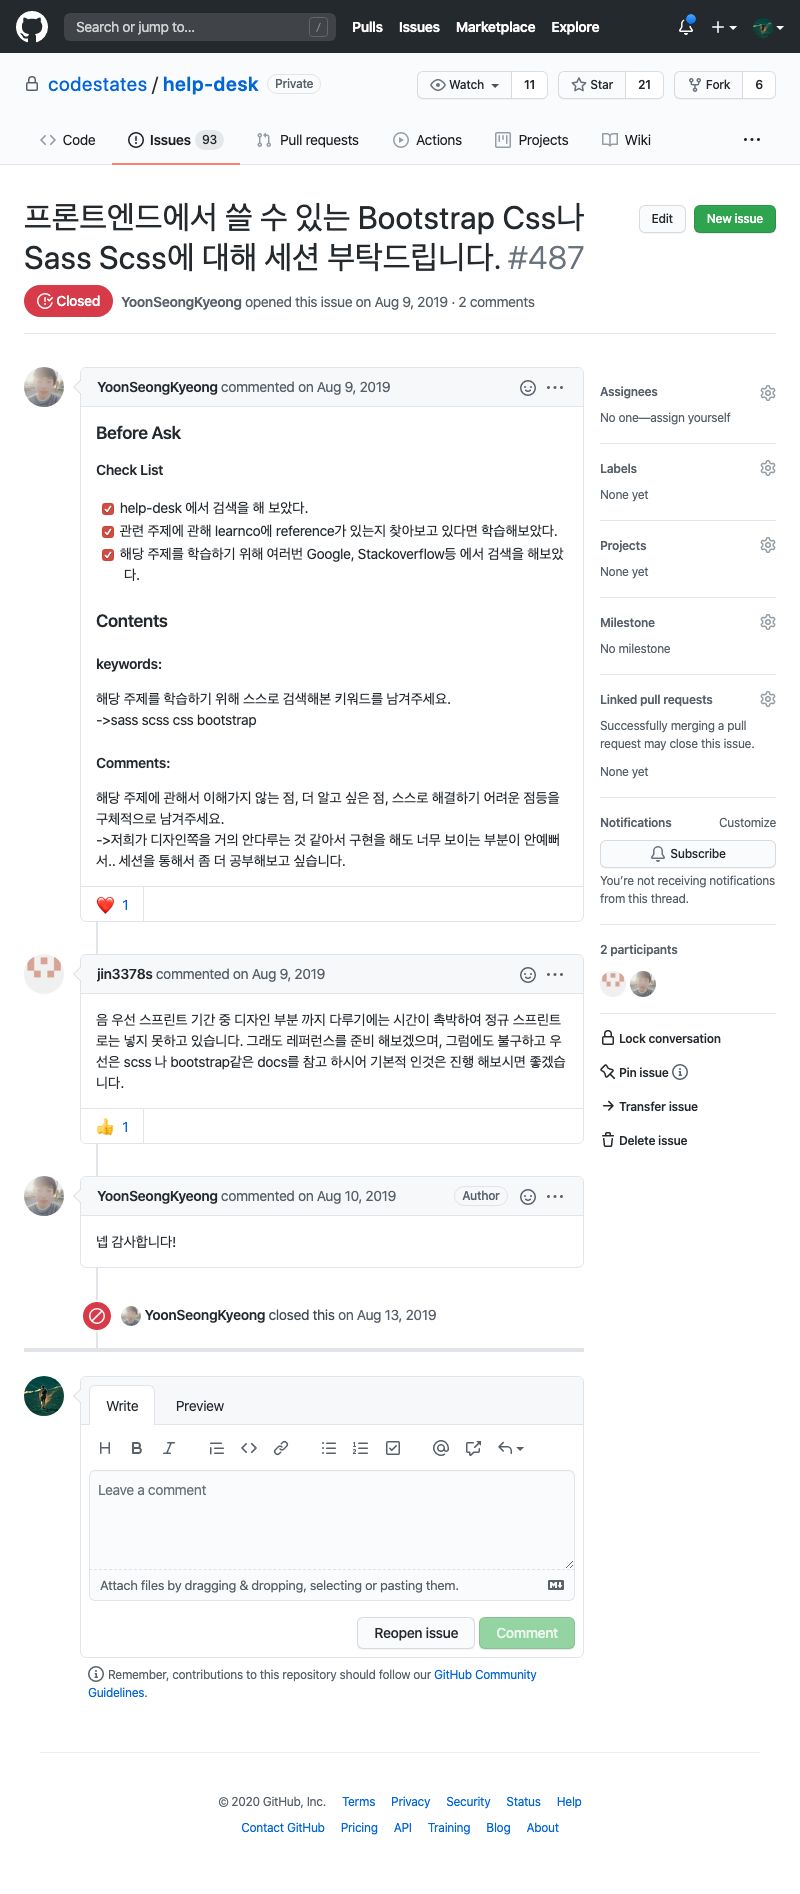 Search or jump to... /
Pulls Issues Marketplace Explore
codestates / help-desk Private
Watch 11 Star 21 Fork 6
Code Issues 93 Pull requests Actions Projects Wiki
프론트엔드에서 쓸 수 있는 Bootstrap Css나
Sass Scss에 대해 세션 부탁드립니다. #487
Edit New issue
Closed YoonSeongKyeong opened this issue on Aug 9, 2019 · 2 comments
YoonSeongKyeong commented on Aug 9, 2019
Before Ask
Check List
help-desk 에서 검색을 해 보았다.
관련 주제에 관해 learnco에 reference가 있는지 찾아보고 있다면 학습해보았다.
해당 주제를 학습하기 위해 여러번 Google, Stackoverflow등 에서 검색을 해보았
다.
Contents
keywords:
해당 주제를 학습하기 위해 스스로 검색해본 키워드를 남겨주세요.
->sass scss css bootstrap
Comments:
해당 주제에 관해서 이해가지 않는 점, 더 알고 싶은 점, 스스로 해결하기 어려운 점등을
구체적으로 남겨주세요.
->저희가 디자인쪽을 거의 안다루는 것 같아서 구현을 해도 너무 보이는 부분이 안예뻐
서.. 세션을 통해서 좀 더 공부해보고 싶습니다.
❤️ 1
jin3378s commented on Aug 9, 2019
음 우선 스프린트 기간 중 디자인 부분 까지 다루기에는 시간이 촉박하여 정규 스프린트
로는 넣지 못하고 있습니다. 그래도 레퍼런스를 준비 해보겠으며, 그럼에도 불구하고 우
선은 scss 나 bootstrap같은 docs를 참고 하시어 기본적 인것은 진행 해보시면 좋겠습
니다.
👍 1
YoonSeongKyeong commented on Aug 10, 2019 Author
넵 감사합니다!
YoonSeongKyeong closed this on Aug 13, 2019
Write Preview
Leave a comment
Attach files by dragging & dropping, selecting or pasting them.
Reopen issue Comment
Remember, contributions to this repository should follow our GitHub Community
Guidelines.
Assignees
No one—assign yourself
Labels
None yet
Projects
None yet
Milestone
No milestone
Linked pull requests
Successfully merging a pull
request may close this issue.
None yet
Notifications Customize
Subscribe
You're not receiving notifications
from this thread.
2 participants
Lock conversation
Pin issue
Transfer issue
Delete issue
© 2020 GitHub, Inc. Terms Privacy Security Status Help
Contact GitHub Pricing API Training Blog About